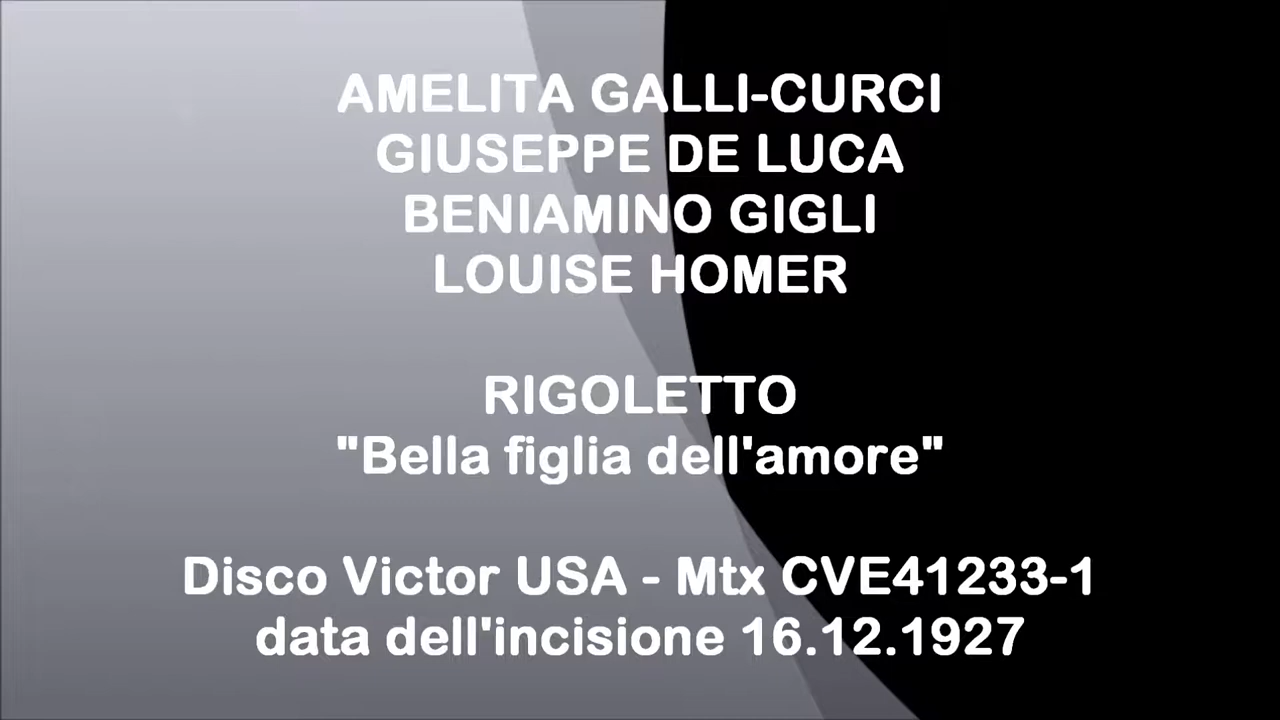 AMELITA GALLI-CURCI
GIUSEPPE DE LUCA
BENIAMINO GIGLI
LOUISE HOMER
RIGOLETTO
"Bella figlia dell'amore"
Disco Victor USA - Mtx CVE41233-1
data dell'incisione 16.12.1927